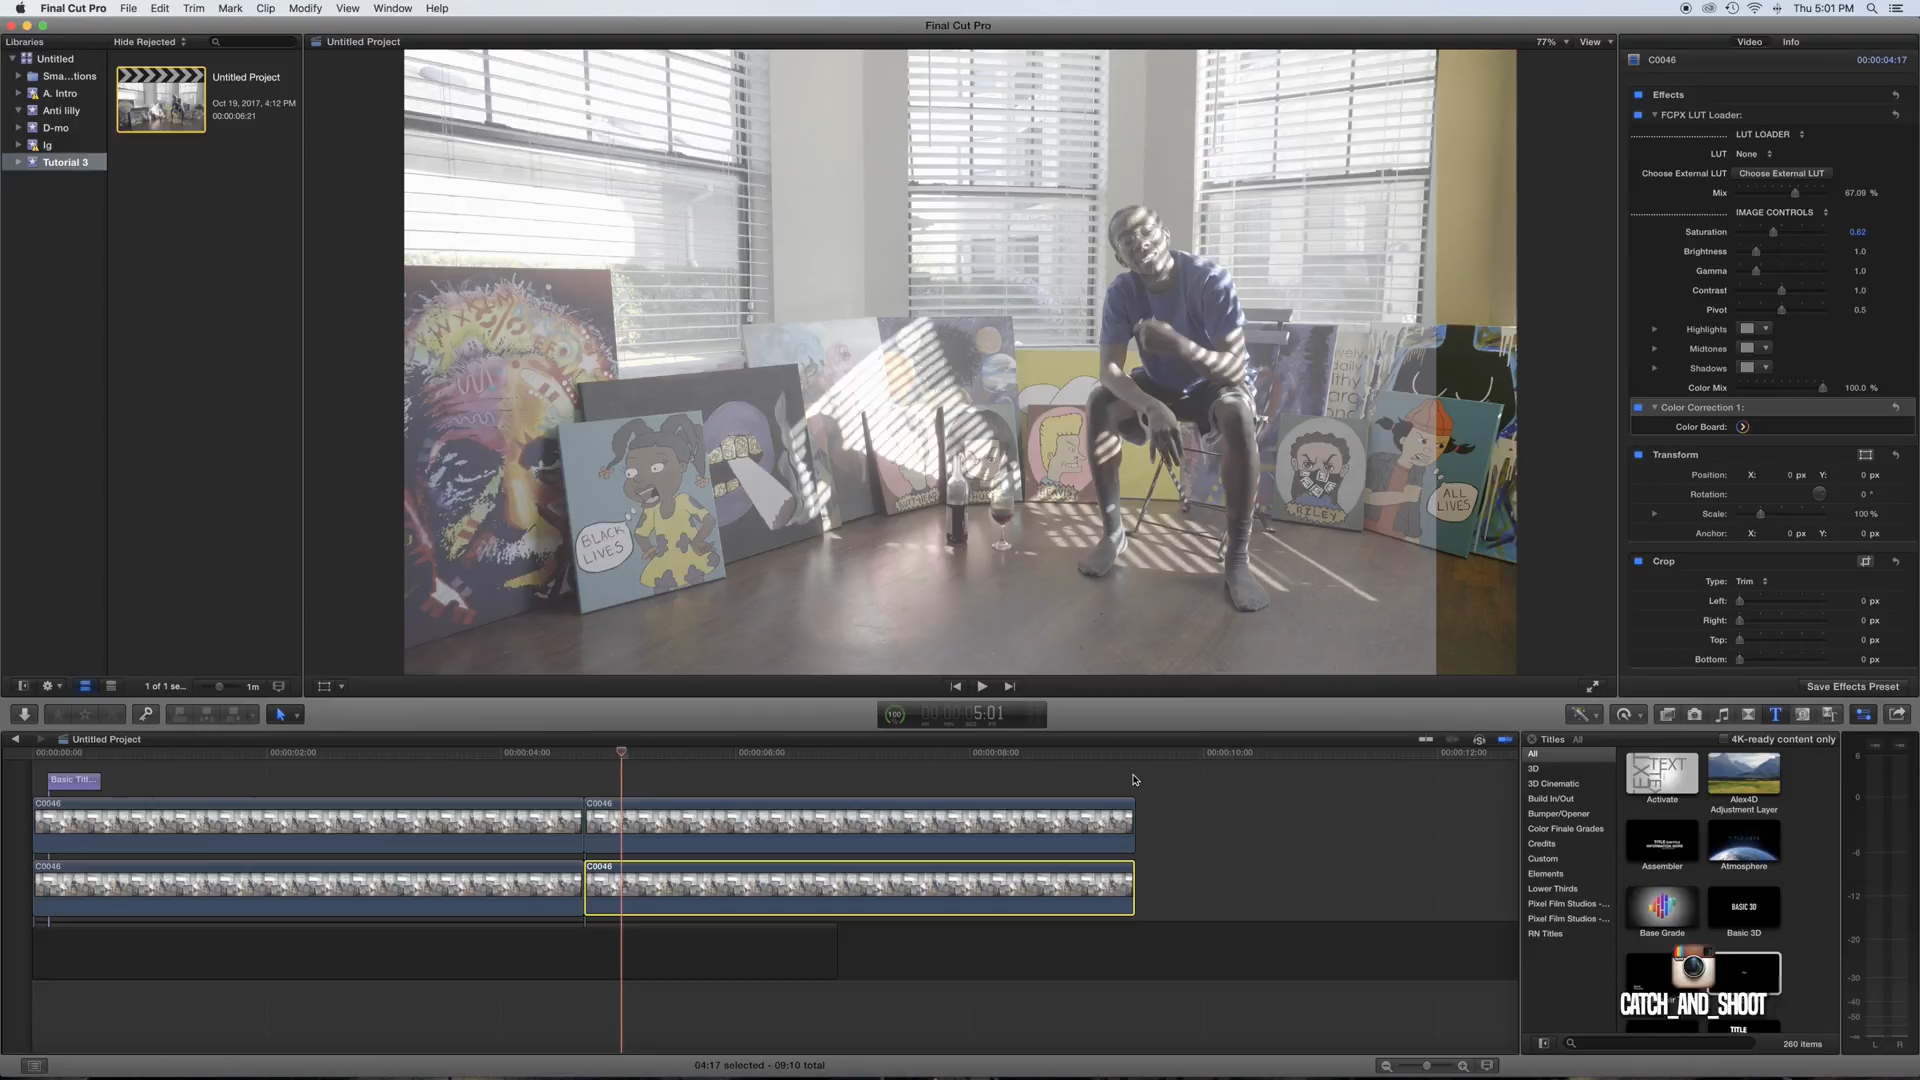 Final Cut Pro File Edit Trim Mark Clip Modify View Window Help Thu 5:01 PM
Final Cut Pro
Libraries Hide Rejected Untitled Project 77% View Video Info
Untitled
Sma...tions
A. Intro
Anti lilly
D-mo
Ig
Tutorial 3
Untitled Project
Oct 19, 2017, 4:12 PM
00:00:06:21
BLACK
LIVES
RILEY
ALL
LIVES
C0046 00:00:04:17
Effects
FCPX LUT Loader:
LUT LOADER
LUT None
Choose External LUT Choose External LUT
Mix 67.09 %
IMAGE CONTROLS
Saturation 0.62
Brightness 1.0
Gamma 1.0
Contrast 1.0
Pivot 0.5
Highlights
Midtones
Shadows
Color Mix 100.0 %
Color Correction 1:
Color Board:
Transform
Position: X: 0 px Y: 0 px
Rotation: 0 °
Scale: 100 %
Anchor: X: 0 px Y: 0 px
Crop
Type: Trim
Left: 0 px
Right: 0 px
Top: 0 px
Bottom: 0 px
1 of 1 se... 1m Save Effects Preset
100 5:01
Untitled Project
00:00:00:00 00:00:02:00 00:00:04:00 00:00:06:00 00:00:08:00 00:00:10:00 00:00:12:00
Basic Titl...
C0046 C0046
C0046 C0046
04:17 selected - 09:10 total
Titles All 4K-ready content only
All
3D
3D Cinematic
Build In/Out
Bumper/Opener
Color Finale Grades
Credits
Custom
Elements
Lower Thirds
Pixel Film Studios -...
Pixel Film Studios -...
RN Titles
TEXT
Activate
Alex4D
Adjustment Layer
Assembler
Atmosphere
Base Grade
BASIC 3D
Basic 3D
CATCH_AND_SHOOT
TITLE
260 items
6
0
-6
-12
-20
-30
-40
-50
L R